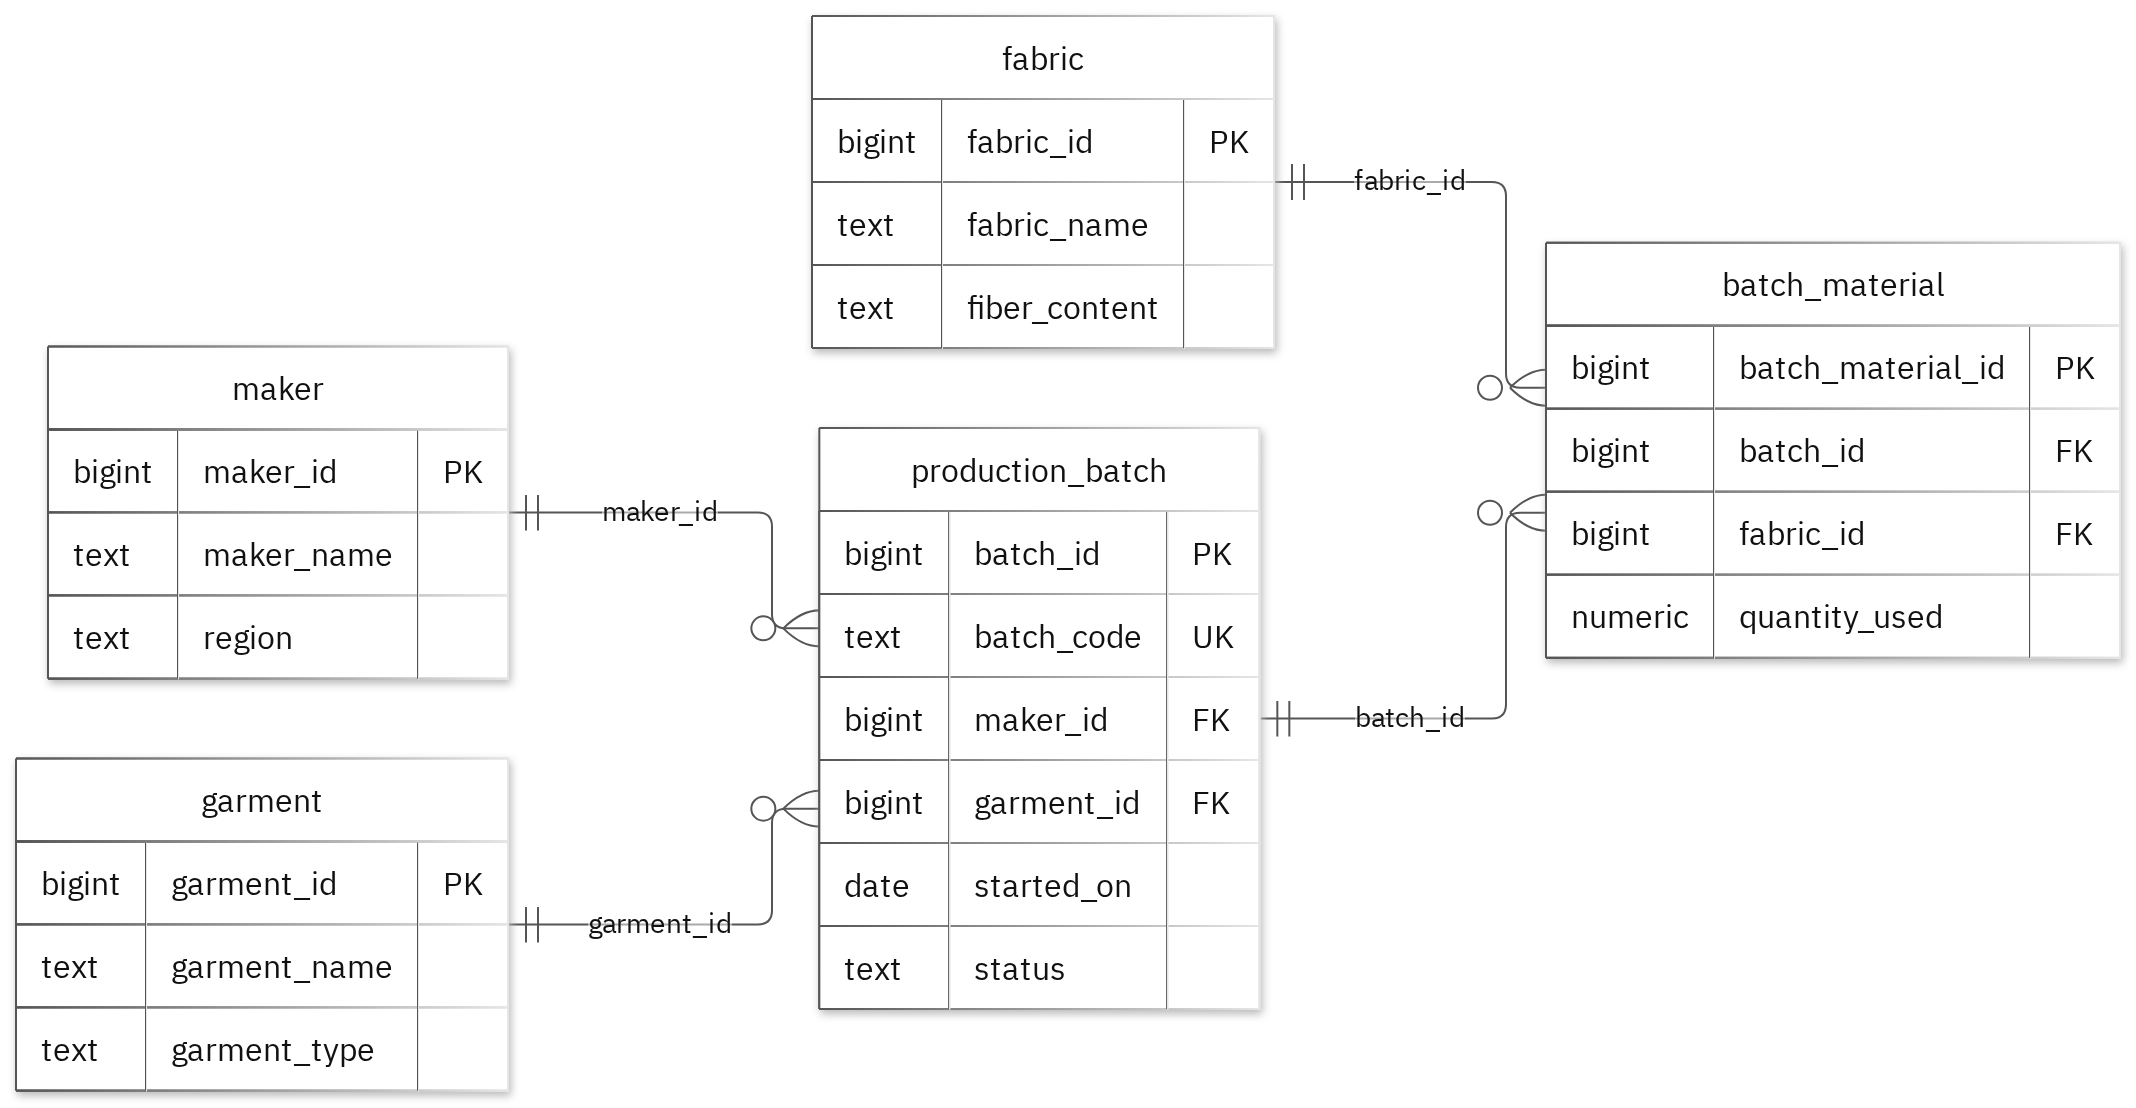 fabric
bigint fabric_id PK
text fabric_name
text fiber_content
fabric_id
batch_material
bigint batch_material_id PK
bigint batch_id FK
bigint fabric_id FK
numeric quantity_used
maker
bigint maker_id PK
text maker_name
text region
maker_id
production_batch
bigint batch_id PK
text batch_code UK
bigint maker_id FK
bigint garment_id FK
date started_on
text status
batch_id
garment
bigint garment_id PK
text garment_name
text garment_type
garment_id